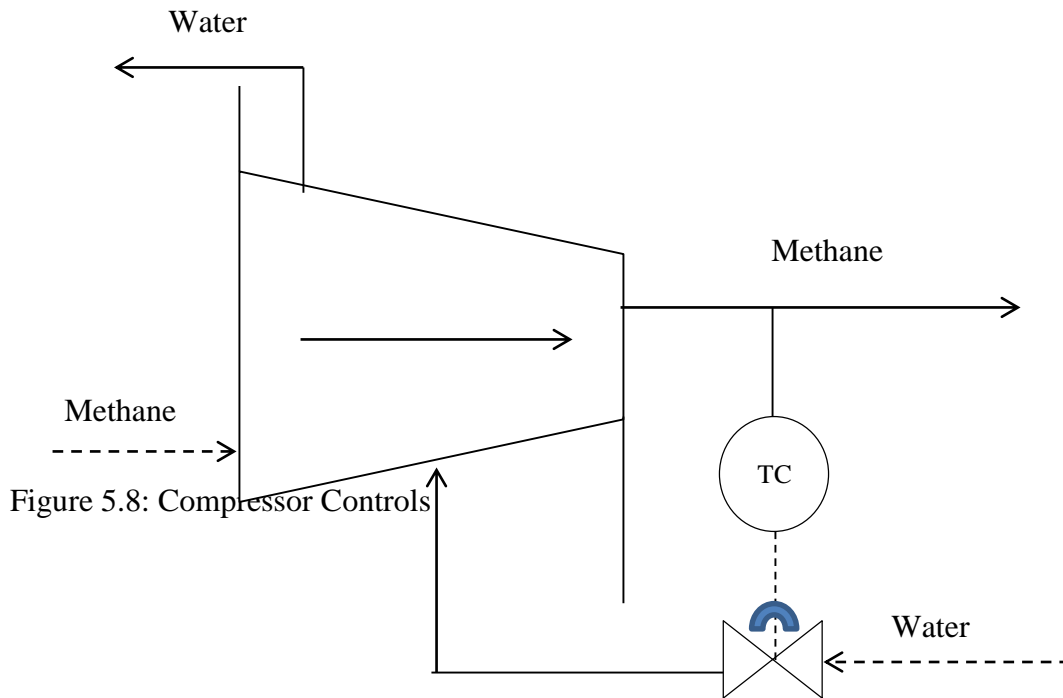 Water
Methane
Methane
TC
Figure 5.8: Compressor Controls
Water